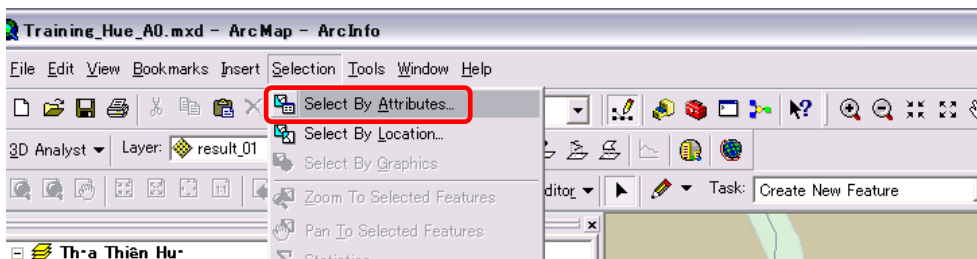 Training_Hue_A0.mxd - ArcMap - ArcInfo
File Edit View Bookmarks Insert Selection Tools Window Help
Select By Attributes...
Select By Location...
3D Analyst Layer: result_01
Select By Graphics
Zoom To Selected Features
Editor Task: Create New Feature
Pan To Selected Features
Th·a Thiên Hu·
Statistics...